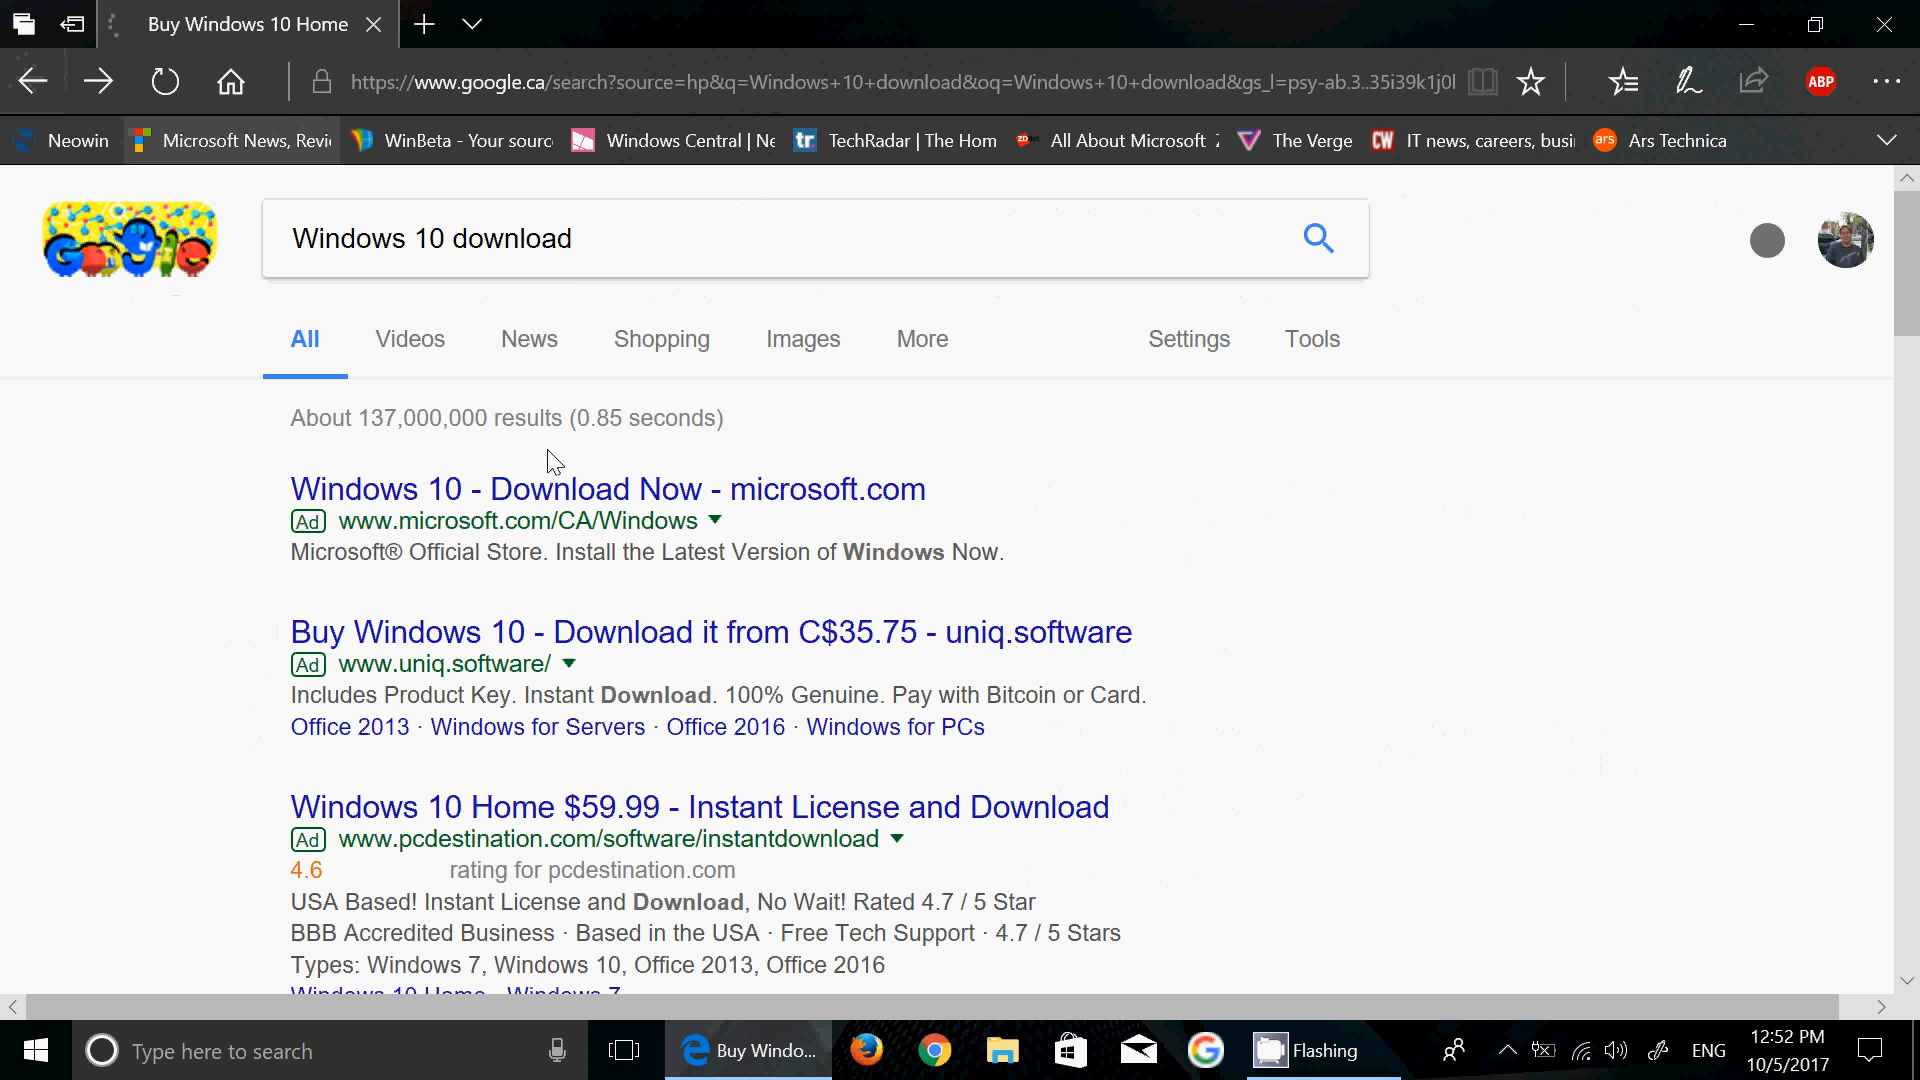 Buy Windows 10 Home
https://www.google.ca/search?source=hp&q=Windows+10+download&oq=Windows+10+download&gs_l=psy-ab.3..35i39k1j0l
ABP
Neowin
Microsoft News, Revi
WinBeta - Your sourc
Windows Central | Ne
tr
TechRadar | The Hom
ZD
All About Microsoft
The Verge
CW
IT news, careers, busi
ars
Ars Technica
Google
Windows 10 download
All
Videos
News
Shopping
Images
More
Settings
Tools
About 137,000,000 results (0.85 seconds)
Windows 10 - Download Now - microsoft.com
Ad www.microsoft.com/CA/Windows
Microsoft® Official Store. Install the Latest Version of Windows Now.
Buy Windows 10 - Download it from C$35.75 - uniq.software
Ad www.uniq.software/
Includes Product Key. Instant Download. 100% Genuine. Pay with Bitcoin or Card.
Office 2013 · Windows for Servers · Office 2016 · Windows for PCs
Windows 10 Home $59.99 - Instant License and Download
Ad www.pcdestination.com/software/instantdownload
4.6 rating for pcdestination.com
USA Based! Instant License and Download, No Wait! Rated 4.7 / 5 Star
BBB Accredited Business · Based in the USA · Free Tech Support · 4.7 / 5 Stars
Types: Windows 7, Windows 10, Office 2013, Office 2016
Windows 10 Home · Windows 7
Type here to search
Buy Windo...
G
Flashing
ENG
12:52 PM
10/5/2017